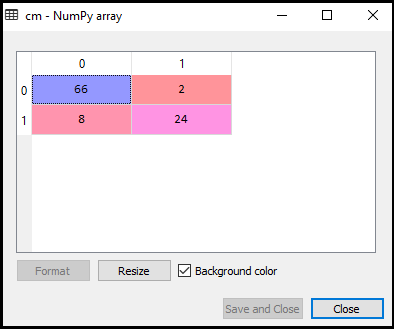 cm - NumPy array
0 1
0 66 2
1 8 24
Format Resize Background color
Save and Close Close